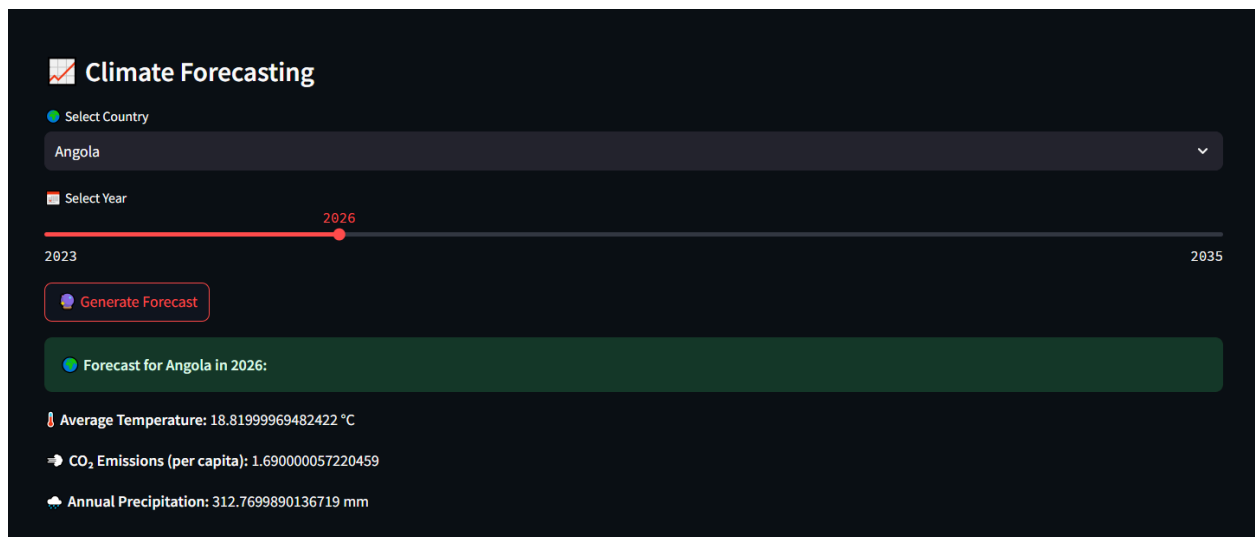 Climate Forecasting
Select Country
Angola
Select Year
2026
2023 2035
Generate Forecast
Forecast for Angola in 2026:
Average Temperature: 18.81999969482422 °C
CO₂ Emissions (per capita): 1.690000057220459
Annual Precipitation: 312.7699890136719 mm